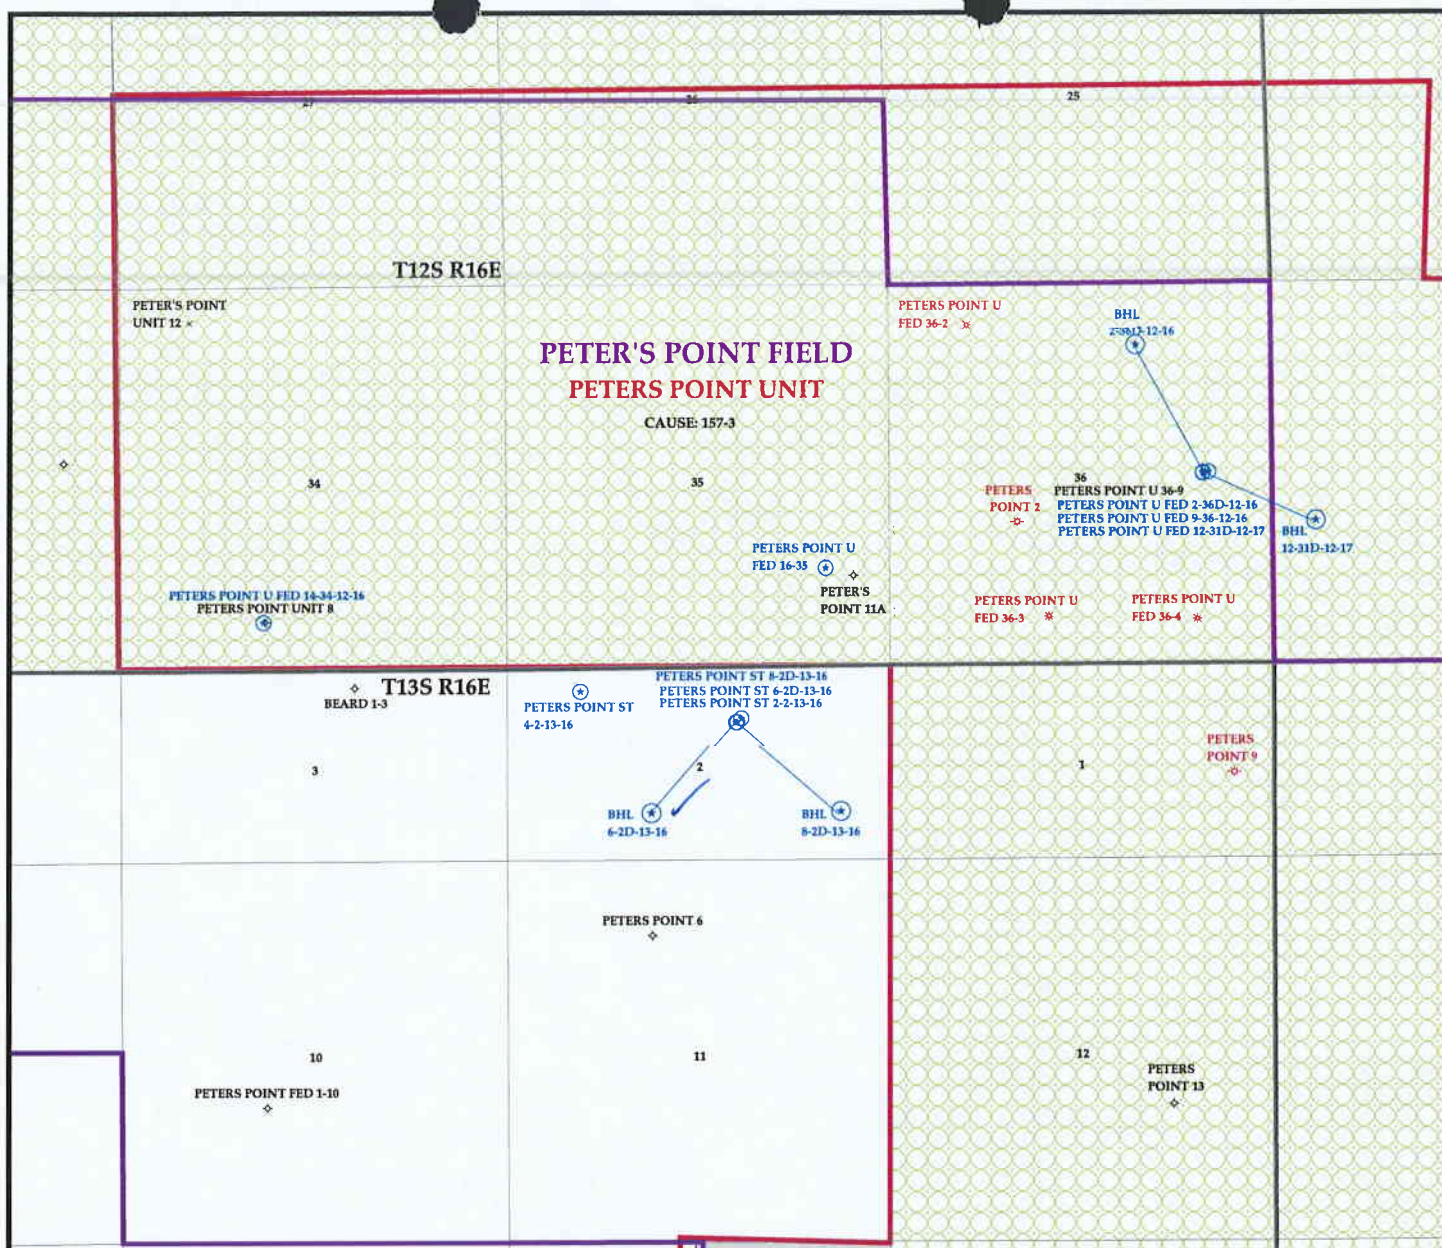 27
26
25
T12S R16E
PETER'S POINT
UNIT 12
PETERS POINT U
FED 36-2
BHL
PETER'S POINT FIELD
PETERS POINT UNIT
CAUSE: 157-3
34
35
36
PETERS
POINT 2
PETERS POINT U 36-9
PETERS POINT U FED 2-36D-12-16
PETERS POINT U FED 9-36-12-16
PETERS POINT U FED 12-31D-12-17
BHL
12-31D-12-17
PETERS POINT U
FED 16-35
PETER'S
POINT 11A
PETERS POINT U FED 14-34-12-16
PETERS POINT UNIT 8
PETERS POINT U
FED 36-3
PETERS POINT U
FED 36-4
T13S R16E
BEARD 1-3
PETERS POINT ST
4-2-13-16
PETERS POINT ST 8-2D-13-16
PETERS POINT ST 6-2D-13-16
PETERS POINT ST 2-2-13-16
PETERS
POINT 9
3
2
1
BHL
6-2D-13-16
BHL
8-2D-13-16
PETERS POINT 6
10
11
12
PETERS POINT FED 1-10
PETERS
POINT 13